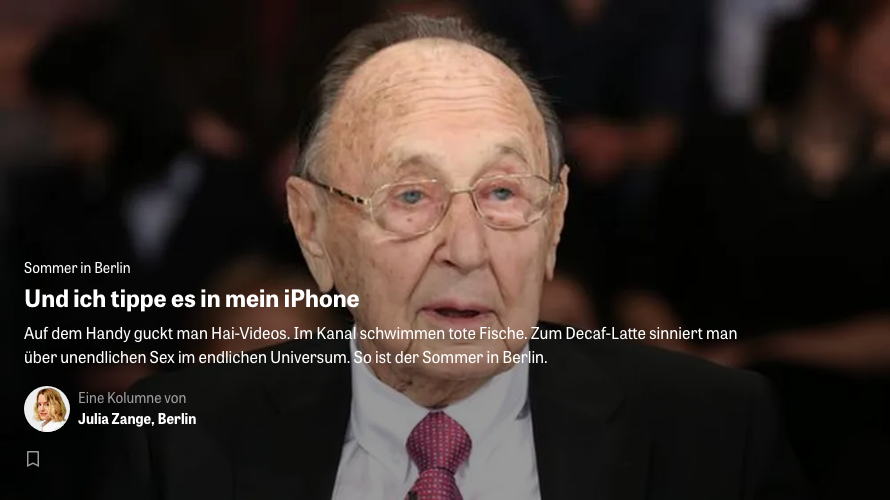 Sommer in Berlin
Und ich tippe es in mein iPhone
Auf dem Handy guckt man Hai-Videos. Im Kanal schwimmen tote Fische. Zum Decaf-Latte sinniert man
über unendlichen Sex im endlichen Universum. So ist der Sommer in Berlin.
Eine Kolumne von
Julia Zange, Berlin